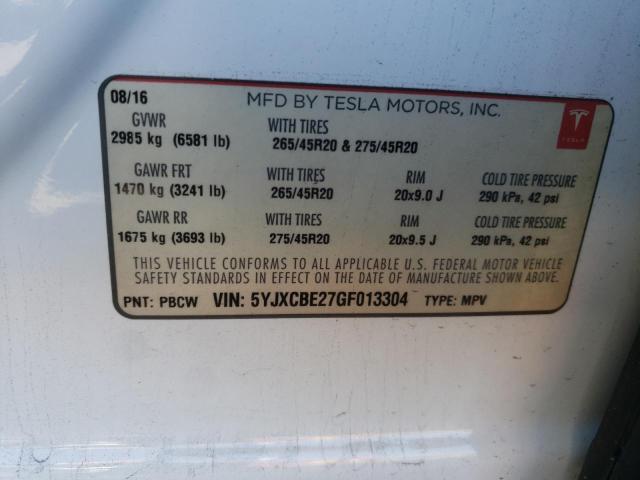 08/16 MFD BY TESLA MOTORS, INC.
GVWR WITH TIRES
2985 kg (6581 lb) 265/45R20 & 275/45R20
TESLA
GAWR FRT WITH TIRES RIM COLD TIRE PRESSURE
1470 kg (3241 lb) 265/45R20 20x9.0 J 290 kPa, 42 psi
GAWR RR WITH TIRES RIM COLD TIRE PRESSURE
1675 kg (3693 lb) 275/45R20 20x9.5 J 290 kPa, 42 psi
THIS VEHICLE CONFORMS TO ALL APPLICABLE U.S. FEDERAL MOTOR VEHICLE
SAFETY STANDARDS IN EFFECT ON THE DATE OF MANUFACTURE SHOWN ABOVE.
PNT: PBCW VIN: 5YJXCBE27GF013304 TYPE: MPV